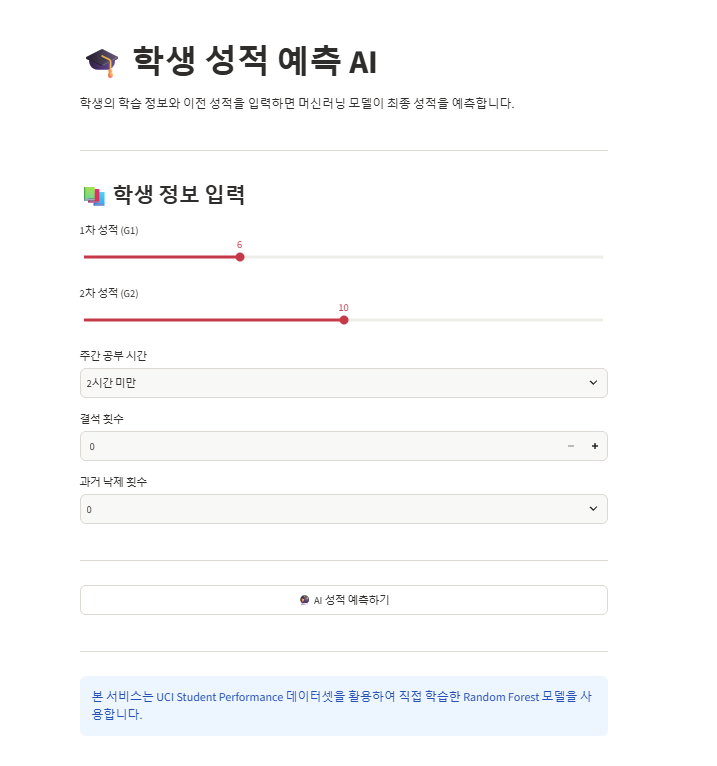 학생 성적 예측 AI
학생의 학습 정보와 이전 성적을 입력하면 머신러닝 모델이 최종 성적을 예측합니다.
학생 정보 입력
1차 성적 (G1)
6
2차 성적 (G2)
10
주간 공부 시간
2시간 미만
결석 횟수
0
과거 낙제 횟수
0
AI 성적 예측하기
본 서비스는 UCI Student Performance 데이터셋을 활용하여 직접 학습한 Random Forest 모델을 사
용합니다.